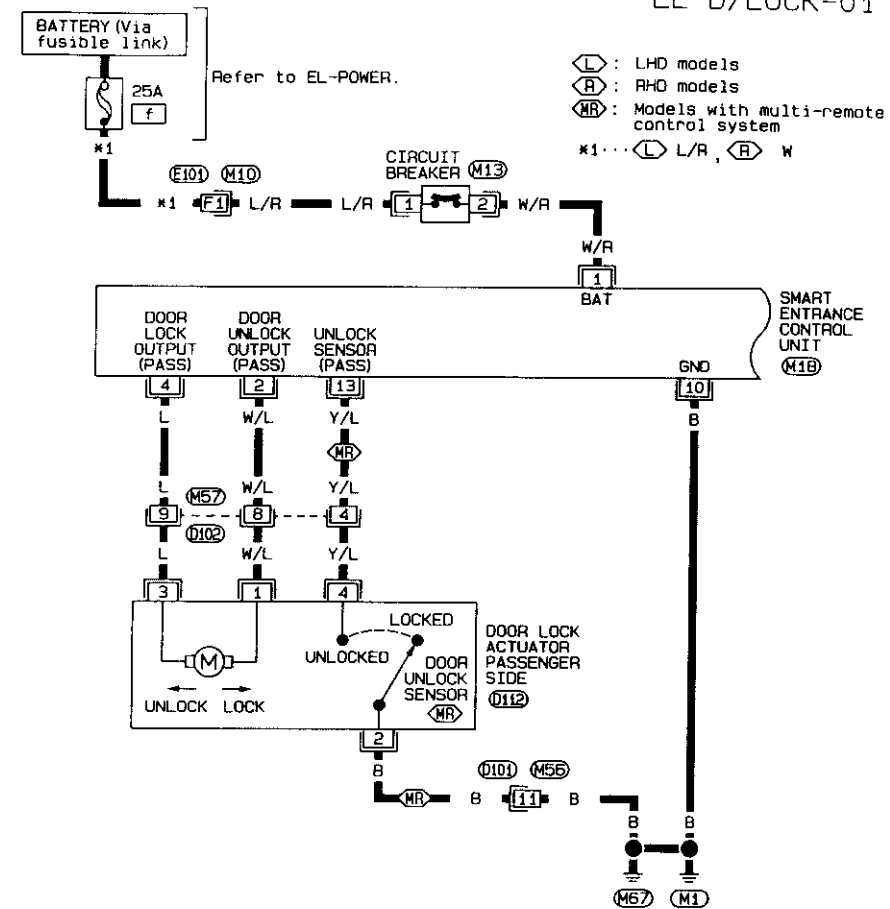 EL-D/LOCK-01
BATTERY (Via
fusible link)
Refer to EL-POWER.
25A
f
*1
L : LHD models
R : RHD models
MR : Models with multi-remote
control system
*1··· L L/R , R W
E101 M10
CIRCUIT
BREAKER M13
*1 F1 L/R L/R 1 2 W/R
W/R
1
BAT
SMART
ENTRANCE
CONTROL
UNIT
M18
DOOR
LOCK
OUTPUT
(PASS)
DOOR
UNLOCK
OUTPUT
(PASS)
UNLOCK
SENSOR
(PASS)
GND
4 2 13 10
L W/L Y/L B
MR
L W/L Y/L
M57
9 8 4
D102
L W/L Y/L
3 1 4
LOCKED
UNLOCKED
M
UNLOCK LOCK
DOOR
UNLOCK
SENSOR
MR
DOOR LOCK
ACTUATOR
PASSENGER
SIDE
D112
2
B
D101 M56
MR B 11 B
B B
M67 M1